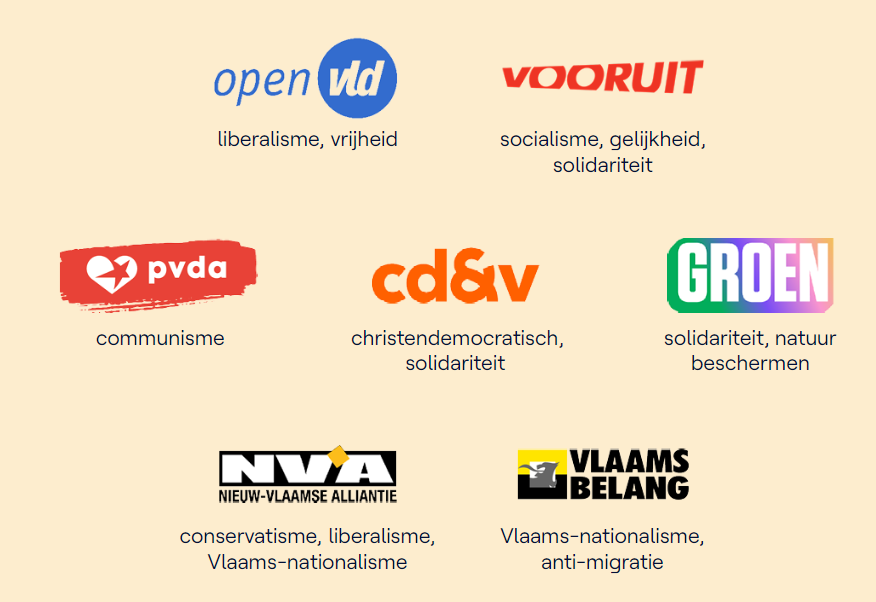 open vld
VOORUIT
liberalisme, vrijheid
socialisme, gelijkheid,
solidariteit
pvda
cd&v
GROEN
communisme
christendemocratisch,
solidariteit
solidariteit, natuur
beschermen
N-VA
NIEUW-VLAAMSE ALLIANTIE
VLAAMS
BELANG
conservatisme, liberalisme,
Vlaams-nationalisme
Vlaams-nationalisme,
anti-migratie